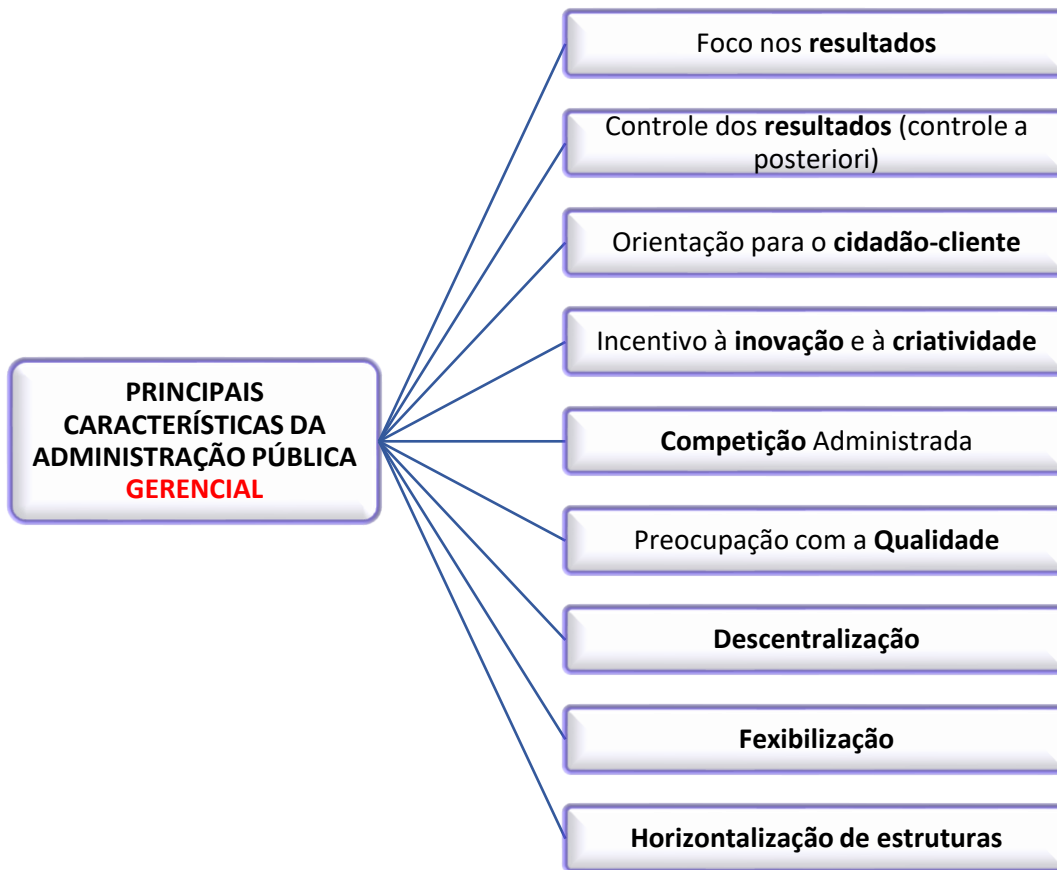 Foco nos resultados
Controle dos resultados (controle a
posteriori)
Orientação para o cidadão-cliente
Incentivo à inovação e à criatividade
PRINCIPAIS
CARACTERÍSTICAS DA
ADMINISTRAÇÃO PÚBLICA
GERENCIAL
Competição Administrada
Preocupação com a Qualidade
Descentralização
Fexibilização
Horizontalização de estruturas